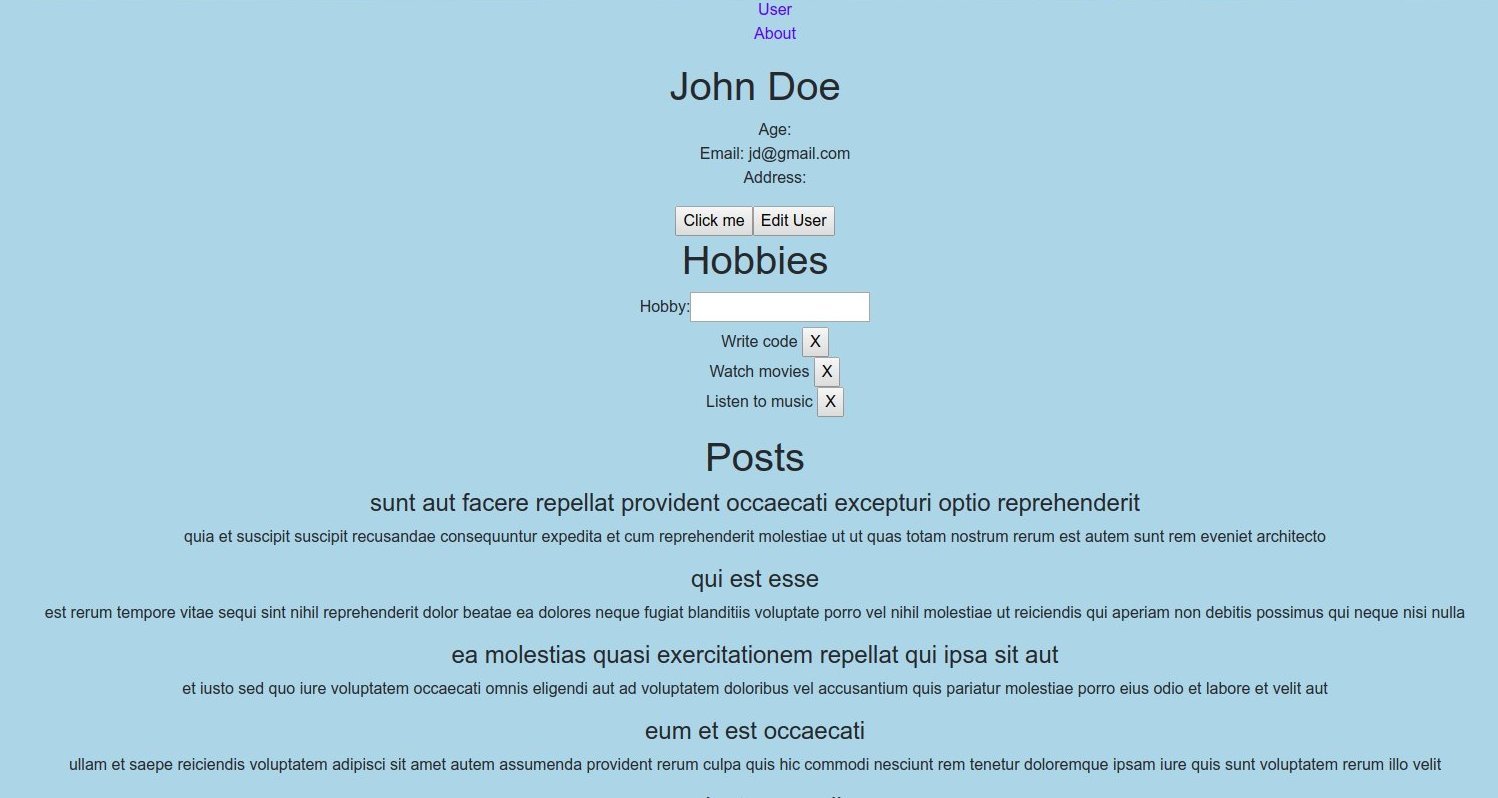 User
About
John Doe
Age:
Email: jd@gmail.com
Address:
Click me Edit User
Hobbies
Hobby:
Write code X
Watch movies X
Listen to music X
Posts
sunt aut facere repellat provident occaecati excepturi optio reprehenderit
quia et suscipit suscipit recusandae consequuntur expedita et cum reprehenderit molestiae ut ut quas totam nostrum rerum est autem sunt rem eveniet architecto
qui est esse
est rerum tempore vitae sequi sint nihil reprehenderit dolor beatae ea dolores neque fugiat blanditiis voluptate porro vel nihil molestiae ut reiciendis qui aperiam non debitis possimus qui neque nisi nulla
ea molestias quasi exercitationem repellat qui ipsa sit aut
et iusto sed quo iure voluptatem occaecati omnis eligendi aut ad voluptatem doloribus vel accusantium quis pariatur molestiae porro eius odio et labore et velit aut
eum et est occaecati
ullam et saepe reiciendis voluptatem adipisci sit amet autem assumenda provident rerum culpa quis hic commodi nesciunt rem tenetur doloremque ipsam iure quis sunt voluptatem rerum illo velit